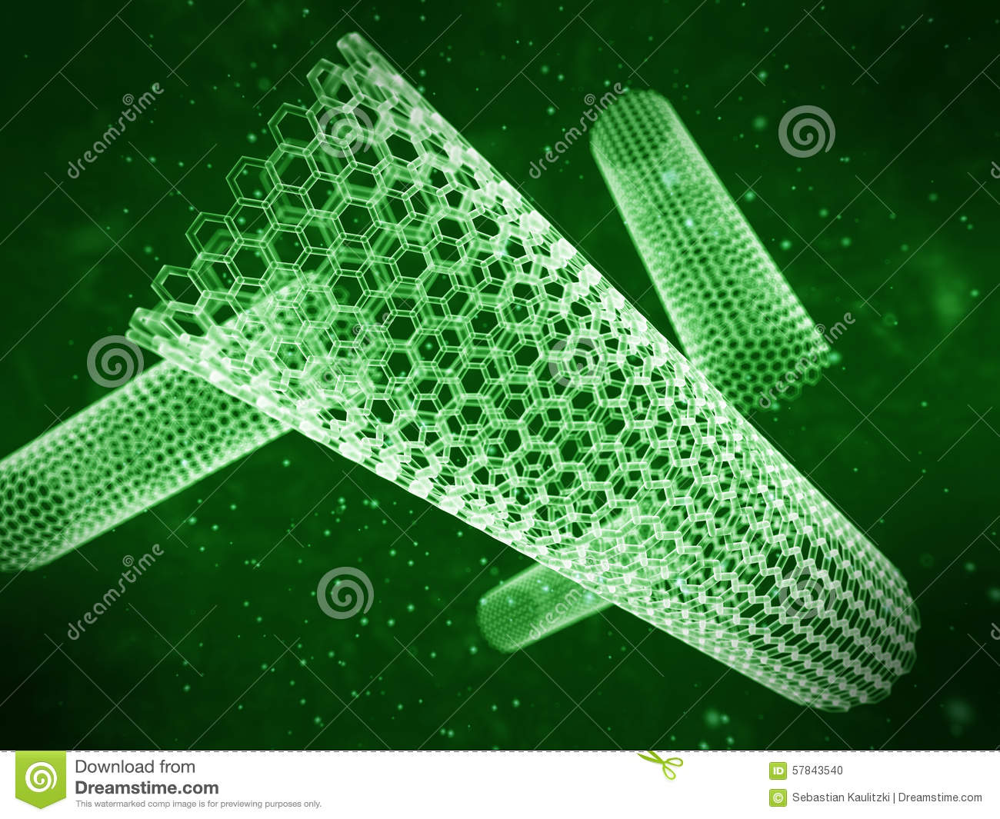 dreamstime
dreamstime
dreamstime
dreamstime
dreamstime
dreamstime
Download from
Dreamstime.com
This watermarked comp image is for previewing purposes only.
ID 57843540
© Sebastian Kaulitzki | Dreamstime.com